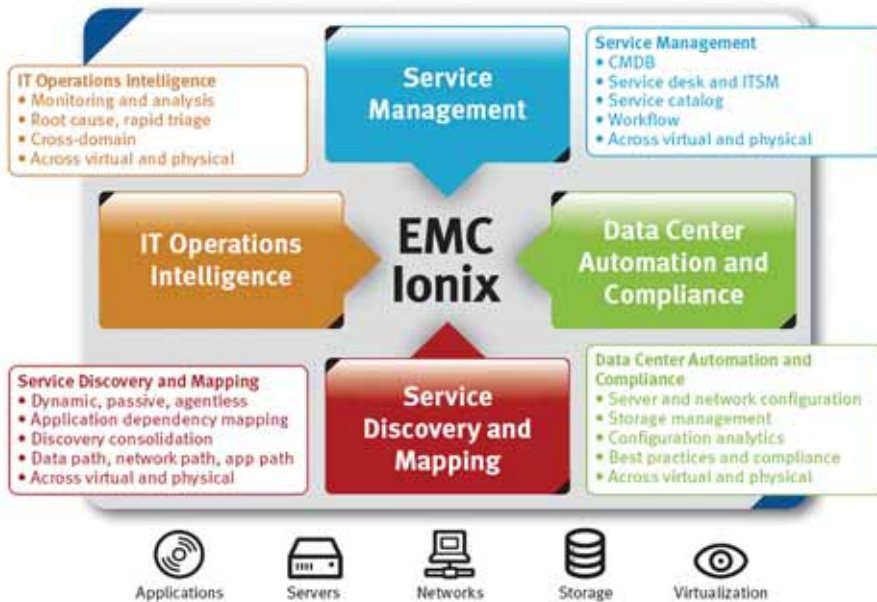 IT Operations Intelligence
• Monitoring and analysis
• Root cause, rapid triage
• Cross-domain
• Across virtual and physical
Service
Management
Service Management
• CMDB
• Service desk and ITSM
• Service catalog
• Workflow
• Across virtual and physical
IT Operations
Intelligence
EMC
Ionix
Data Center
Automation and
Compliance
Service Discovery and Mapping
• Dynamic, passive, agentless
• Application dependency mapping
• Discovery consolidation
• Data path, network path, app path
• Across virtual and physical
Service
Discovery and
Mapping
Data Center Automation and
Compliance
• Server and network configuration
• Storage management
• Configuration analytics
• Best practices and compliance
• Across virtual and physical
Applications
Servers
Networks
Storage
Virtualization